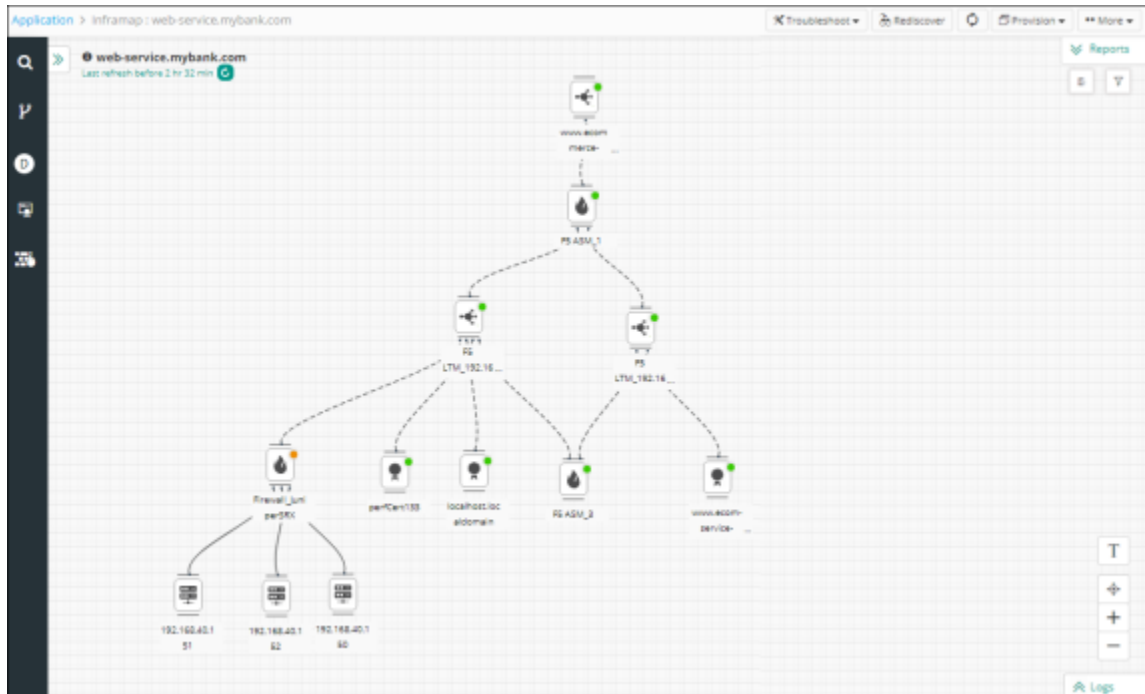 Application > inframap : web-service.mybank.com
Troubleshoot
Rediscover
Provision
More
web-service.mybank.com
Last refresh before 2 hr 32 min
Reports
D
www.ecom
merce- ...
F5 ASM_1
F5
LTM_192.16 ...
F5
LTM_192.16 ...
Firewall_juni
perSRX
localhost.loc
aldomain
F5 ASM_3
www.ecom-
service- ...
192.168.40.1
51
192.168.40.1
52
192.168.40.1
50
T
Logs